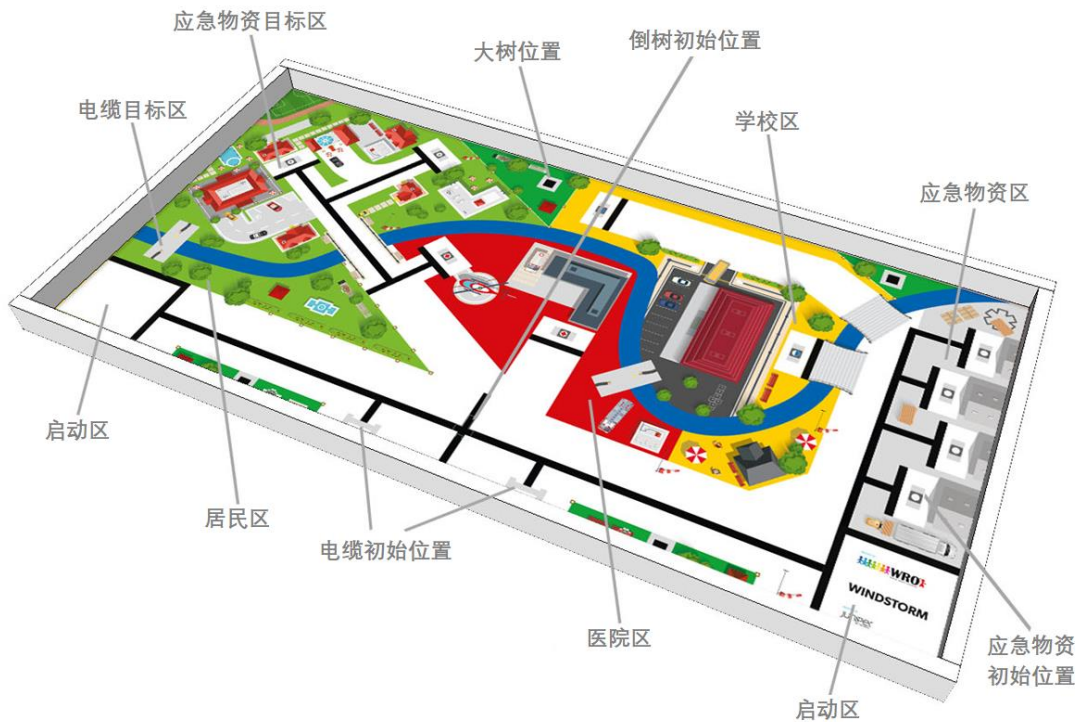 应急物资目标区
大树位置
倒树初始位置
电缆目标区
学校区
应急物资区
启动区
居民区
电缆初始位置
医院区
WRO
WINDSTORM
juniper
应急物资
初始位置
启动区